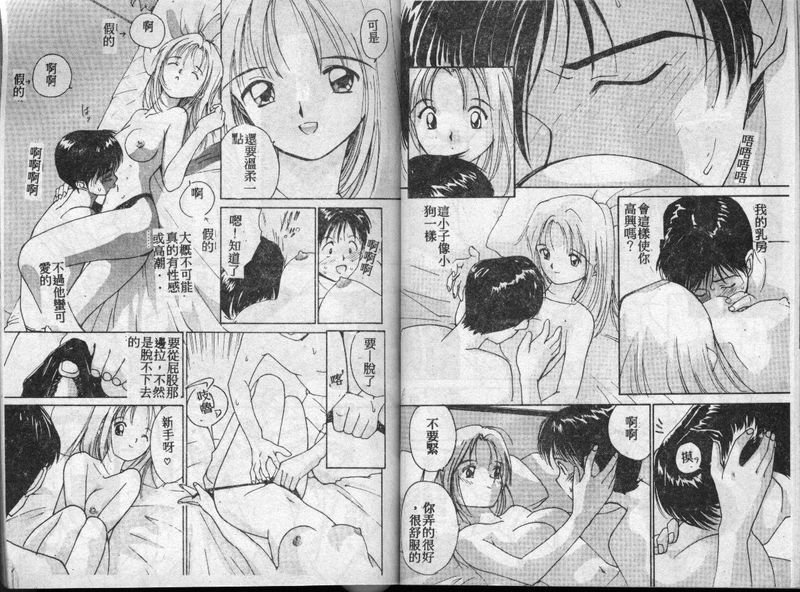 唔唔唔唔
我的乳房
會這樣使你
高興嗎？
這小子像小
狗一樣
摸
啊啊
不要緊
你弄的很好
，很舒服的
可是
還要溫柔一
點
啊啊啊
嗯！知道了
啊
假的
啊啊
假的
啊啊啊啊
啊
假的
大概不可能
真的有性感
或高潮．．
……
不過他蠻可
愛的
要脫了
喀
吱嚕
要從屁股那
邊拉，不然
是脫不下去
的
新手呀♡